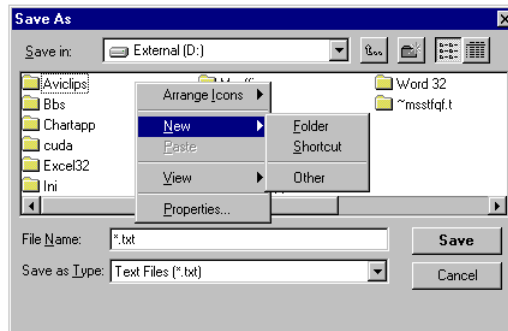 Save As
Save in: External (D:)
Aviclips
Bbs
Chartapp
cuda
Excel32
Ini
Word 32
~msstfqf.t
Arrange Icons
New
Paste
View
Properties...
Folder
Shortcut
Other
File Name: *.txt
Save
Save as Type: Text Files (*.txt)
Cancel